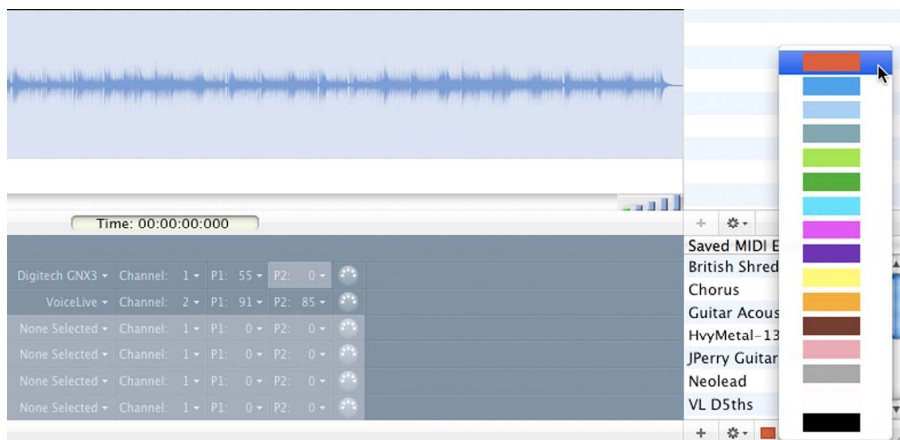 Time: 00:00:00:000
Digitech GNX3 Channel: 1 P1: 55 P2: 0
VoiceLive Channel: 2 P1: 91 P2: 85
None Selected Channel: 1 P1: 0 P2: 0
None Selected Channel: 1 P1: 0 P2: 0
None Selected Channel: 1 P1: 0 P2: 0
None Selected Channel: 1 P1: 0 P2: 0
Saved MIDI E
British Shred
Chorus
Guitar Acous
HvyMetal-13
JPerry Guitar
Neolead
VL D5ths